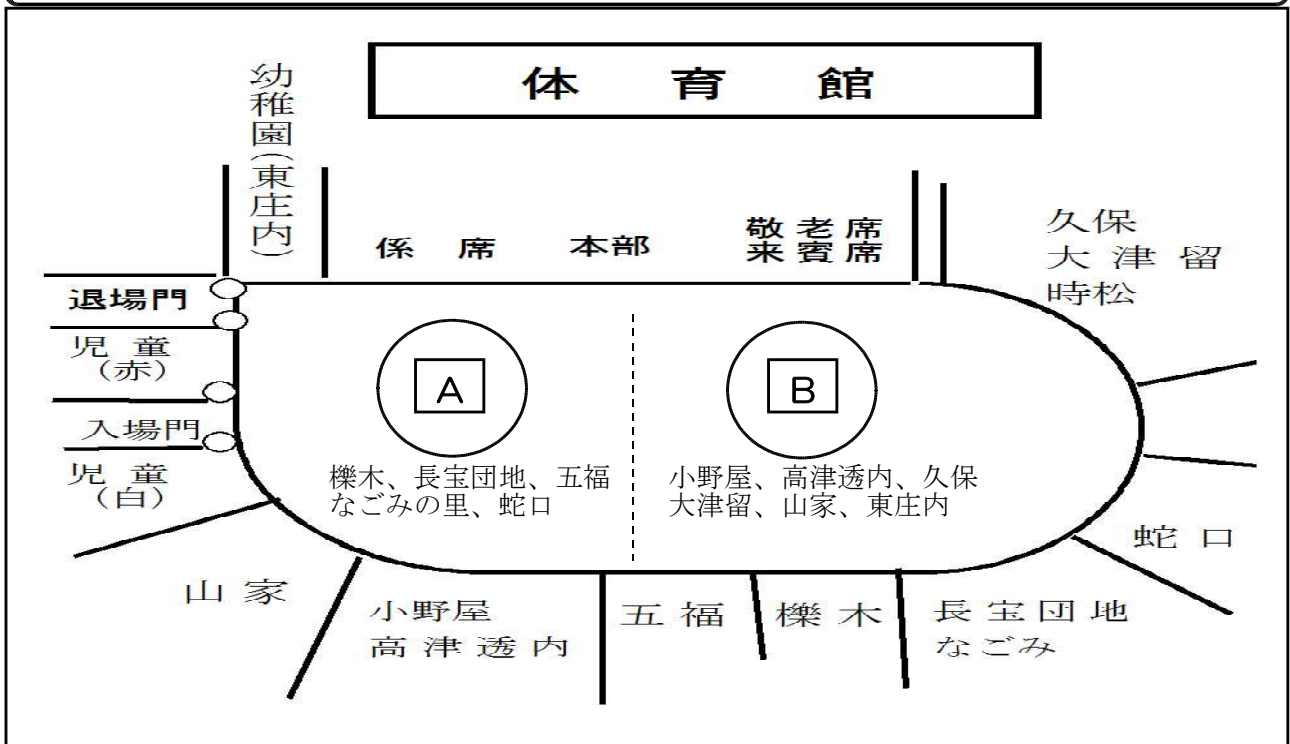 体育館
幼稚園(東庄内)
係席 本部 敬老席
来賓席
久保
大津留
時松
退場門
児童
(赤)
入場門
児童
(白)
A
B
櫟木、長宝団地、五福
なごみの里、蛇口
小野屋、高津透内、久保
大津留、山家、東庄内
蛇口
山家
小野屋
高津透内
五福
櫟木
長宝団地
なごみ